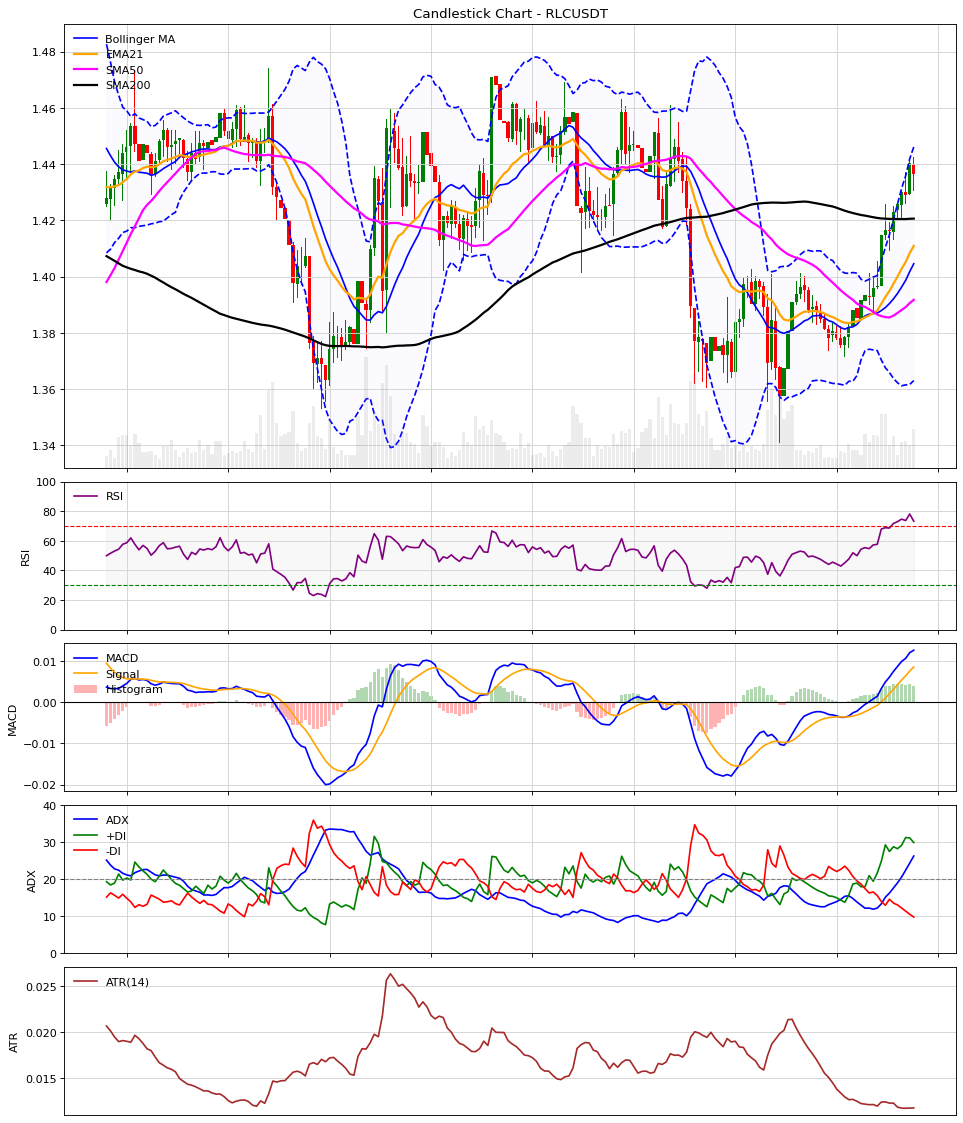 Candlestick Chart - RLCUSDT
Bollinger MA
EMA21
SMA50
SMA200
1.48
1.46
1.44
1.42
1.40
1.38
1.36
1.34
RSI
100
80
60
40
20
0
RSI
MACD
Signal
Histogram
0.01
0.00
−0.01
−0.02
MACD
ADX
+DI
-DI
40
30
20
10
0
ADX
ATR(14)
0.025
0.020
0.015
ATR